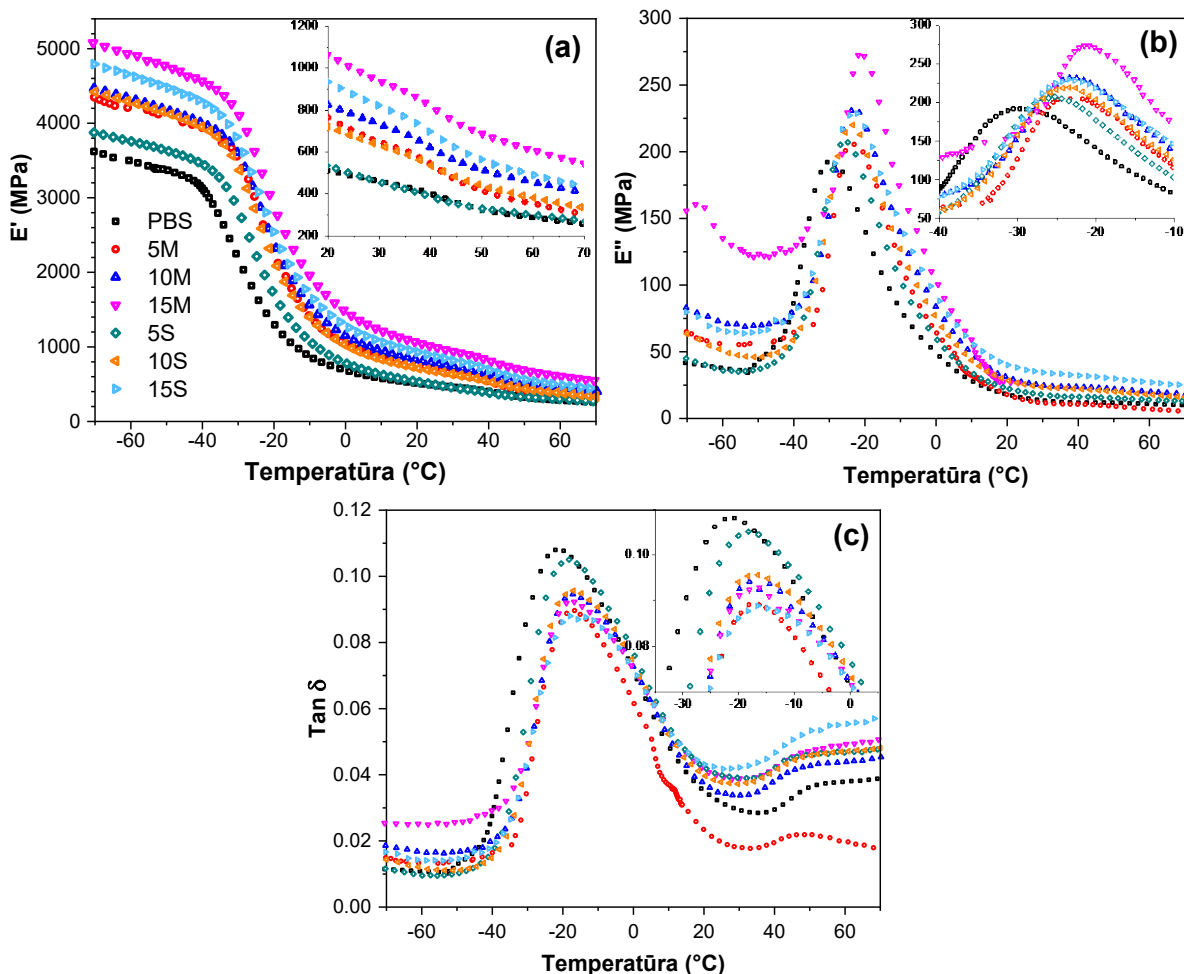 (a)
E' (MPa)
5000
4000
3000
2000
1000
0
-60 -40 -20 0 20 40 60
Temperatūra (°C)
PBS
5M
10M
15M
5S
10S
15S
1200
1000
800
600
400
200
20 30 40 50 60 70
(b)
E'' (MPa)
300
250
200
150
100
50
0
-60 -40 -20 0 20 40 60
Temperatūra (°C)
300
250
200
150
100
50
-40 -30 -20 -10
(c)
Tan δ
0.12
0.10
0.08
0.06
0.04
0.02
0.00
-60 -40 -20 0 20 40 60
Temperatūra (°C)
0.10
0.08
-30 -20 -10 0